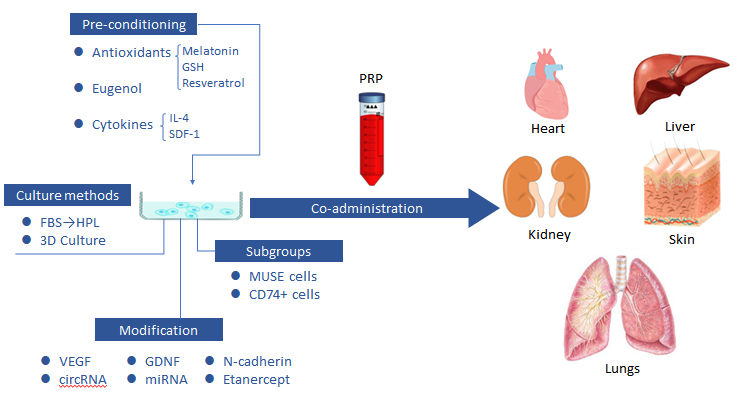 Pre-conditioning
Antioxidants
Melatonin
GSH
Resveratrol
Eugenol
Cytokines
IL-4
SDF-1
Culture methods
FBS→HPL
3D Culture
Subgroups
MUSE cells
CD74+ cells
Modification
VEGF GDNF N-cadherin
circRNA miRNA Etanercept
PRP
Co-administration
Heart
Liver
Kidney
Skin
Lungs